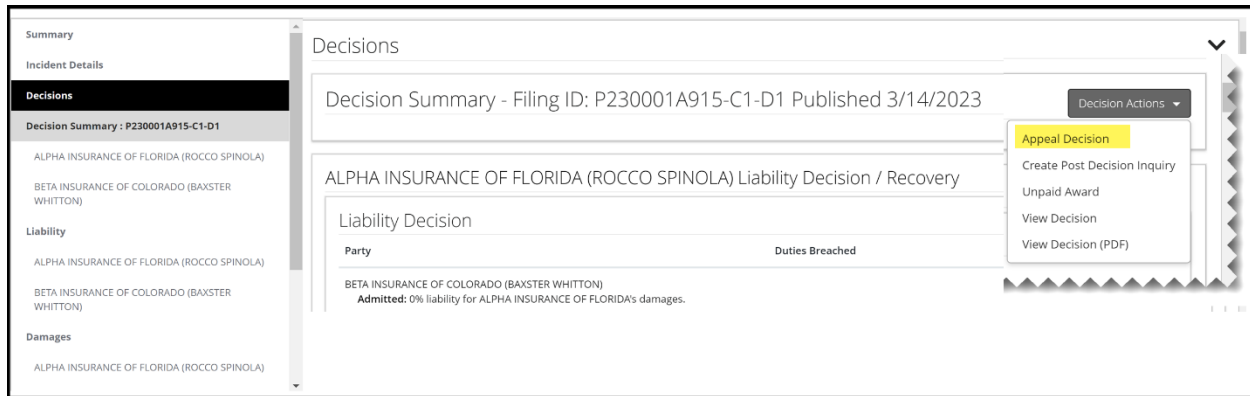 Summary
Incident Details
Decisions
Decision Summary : P230001A915-C1-D1
ALPHA INSURANCE OF FLORIDA (ROCCO SPINOLA)
BETA INSURANCE OF COLORADO (BAXSTER
WHITTON)
Liability
ALPHA INSURANCE OF FLORIDA (ROCCO SPINOLA)
BETA INSURANCE OF COLORADO (BAXSTER
WHITTON)
Damages
ALPHA INSURANCE OF FLORIDA (ROCCO SPINOLA)
Decisions
Decision Summary - Filing ID: P230001A915-C1-D1 Published 3/14/2023
Decision Actions
Appeal Decision
Create Post Decision Inquiry
Unpaid Award
View Decision
View Decision (PDF)
ALPHA INSURANCE OF FLORIDA (ROCCO SPINOLA) Liability Decision / Recovery
Liability Decision
Party Duties Breached
BETA INSURANCE OF COLORADO (BAXSTER WHITTON)
Admitted: 0% liability for ALPHA INSURANCE OF FLORIDA's damages.